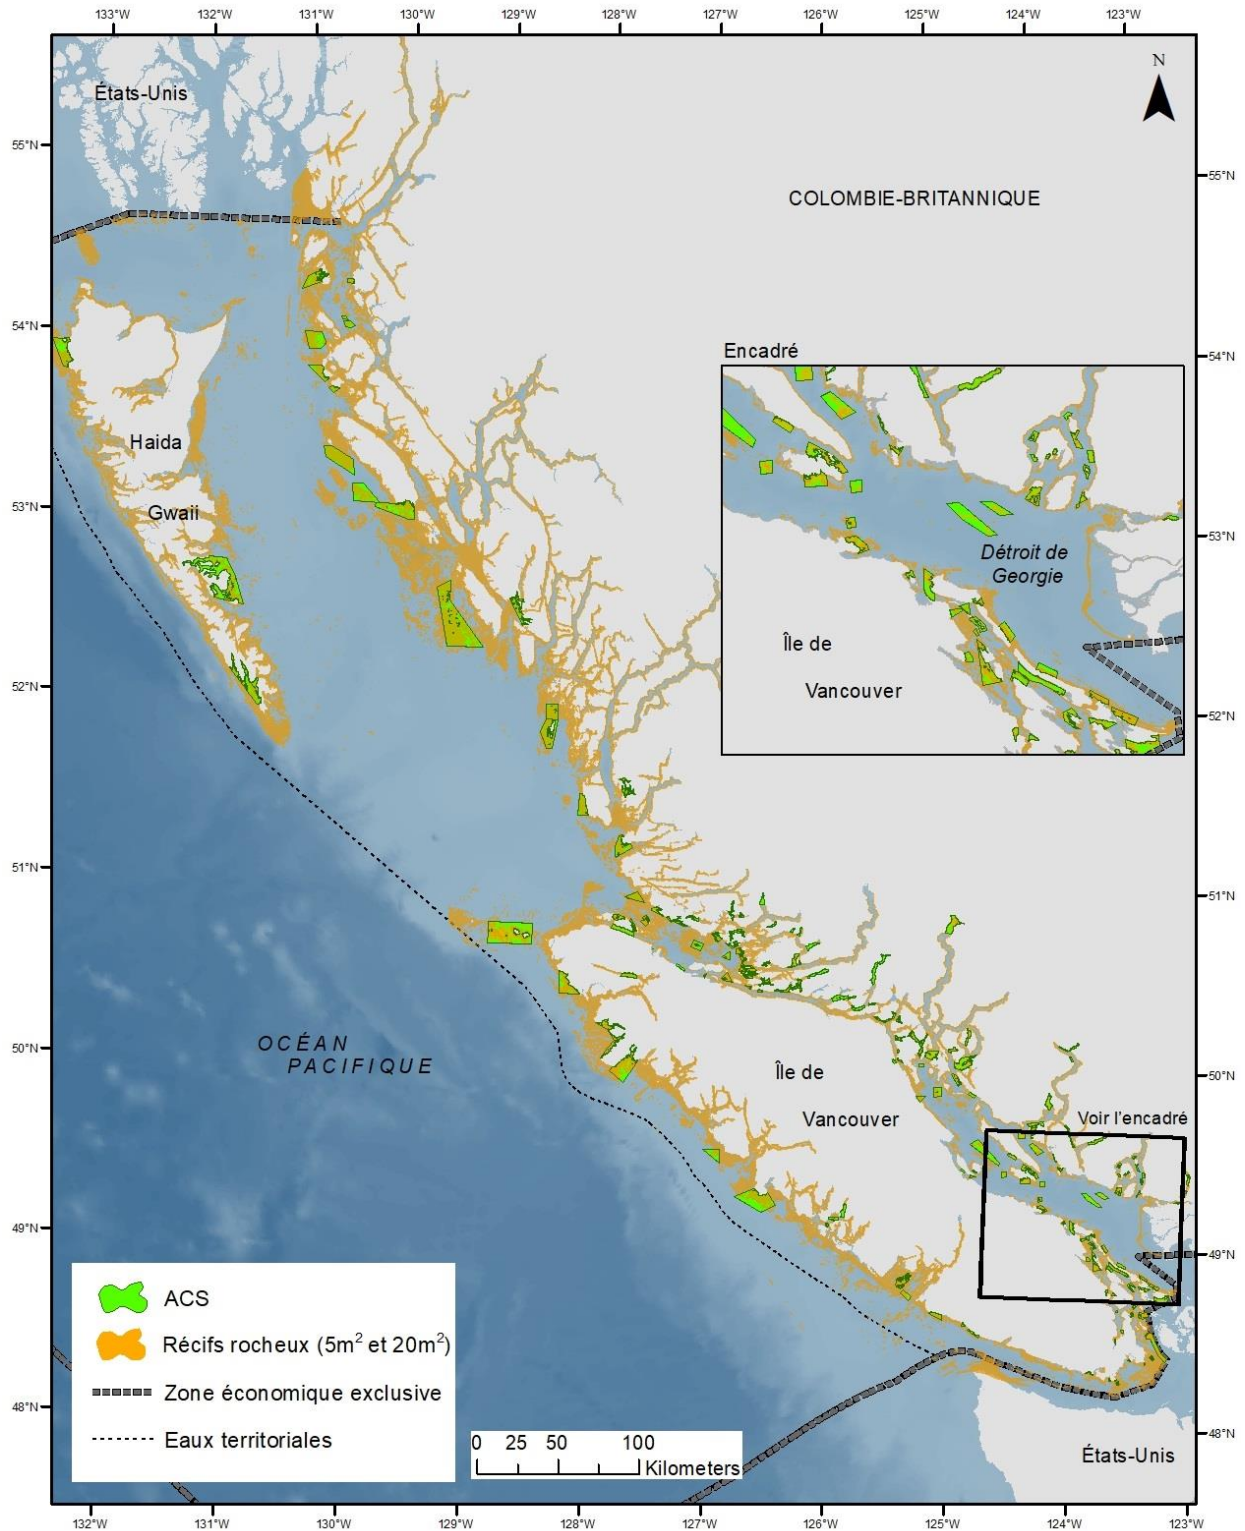 133°W 132°W 131°W 130°W 129°W 128°W 127°W 126°W 125°W 124°W 123°W
N
États-Unis
55°N
55°N
COLOMBIE-BRITANNIQUE
54°N
54°N
Encadré
Haida
Gwaii
53°N
53°N
Détroit de
Georgie
Île de
Vancouver
52°N
52°N
51°N
51°N
OCÉAN
PACIFIQUE
50°N
50°N
Île de
Vancouver
Voir l'encadré
49°N
49°N
ACS
Récifs rocheux (5m² et 20m²)
Zone économique exclusive
Eaux territoriales
0 25 50 100
Kilometers
48°N
48°N
États-Unis
132°W 131°W 130°W 129°W 128°W 127°W 126°W 125°W 124°W 123°W